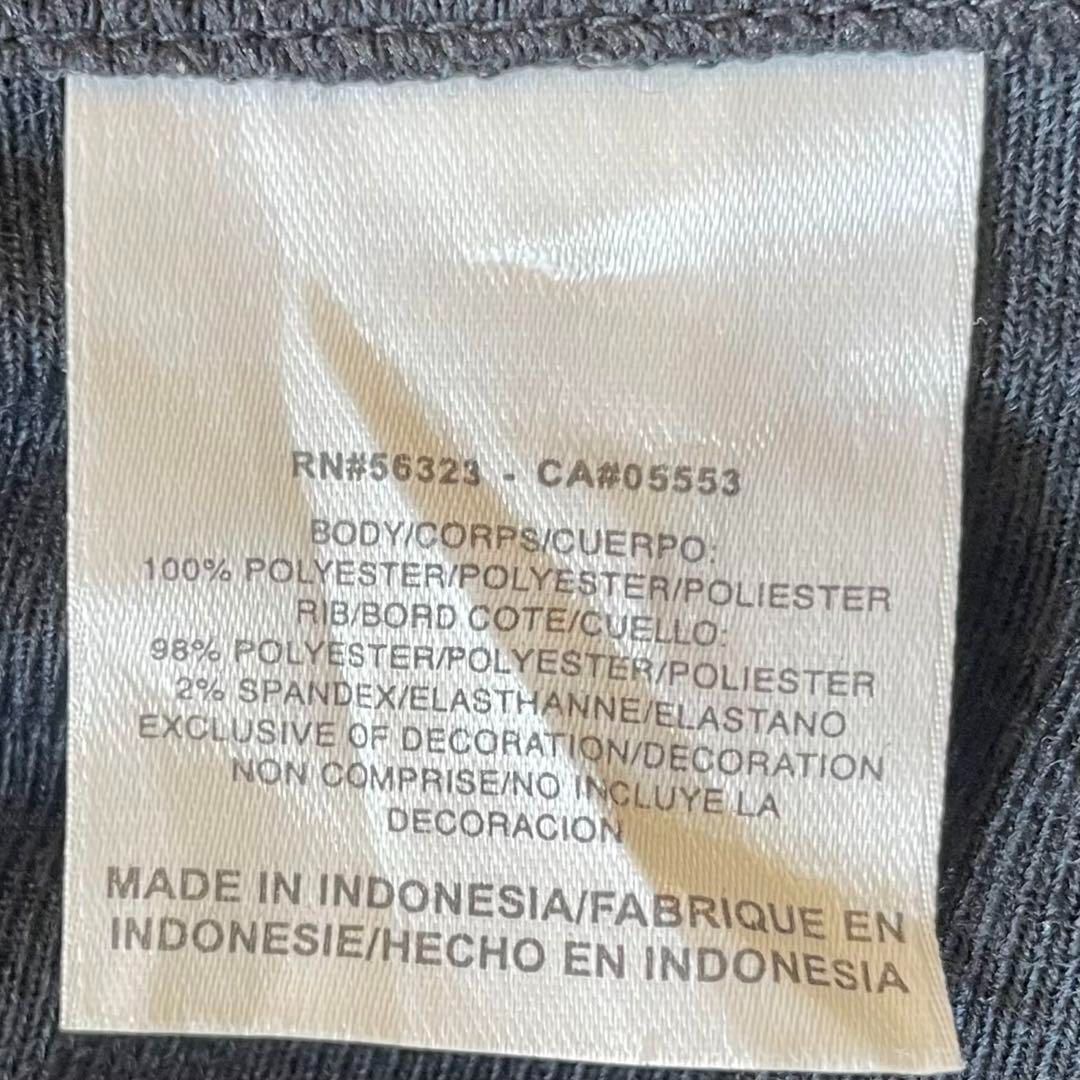 RN#56323 - CA#05553
BODY/CORPS/CUERPO:
100% POLYESTER/POLYESTER/POLIESTER
RIB/BORD COTE/CUELLO:
98% POLYESTER/POLYESTER/POLIESTER
2% SPANDEX/ELASTHANNE/ELASTANO
EXCLUSIVE OF DECORATION/DECORATION
NON COMPRISE/NO INCLUYE LA
DECORACION
MADE IN INDONESIA/FABRIQUE EN
INDONESIE/HECHO EN INDONESIA